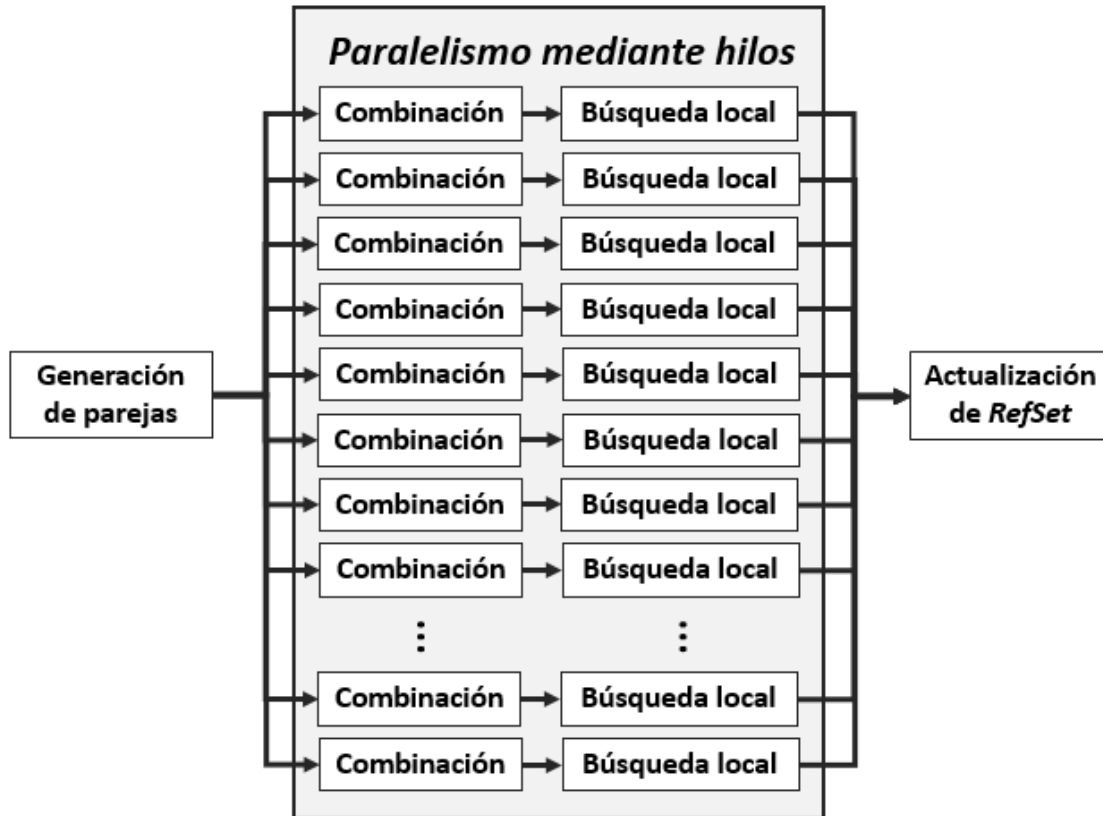 Paralelismo mediante hilos
Combinación Búsqueda local
Combinación Búsqueda local
Combinación Búsqueda local
Combinación Búsqueda local
Generación
de parejas
Combinación Búsqueda local
Actualización
de RefSet
Combinación Búsqueda local
Combinación Búsqueda local
Combinación Búsqueda local
⋮ ⋮
Combinación Búsqueda local
Combinación Búsqueda local